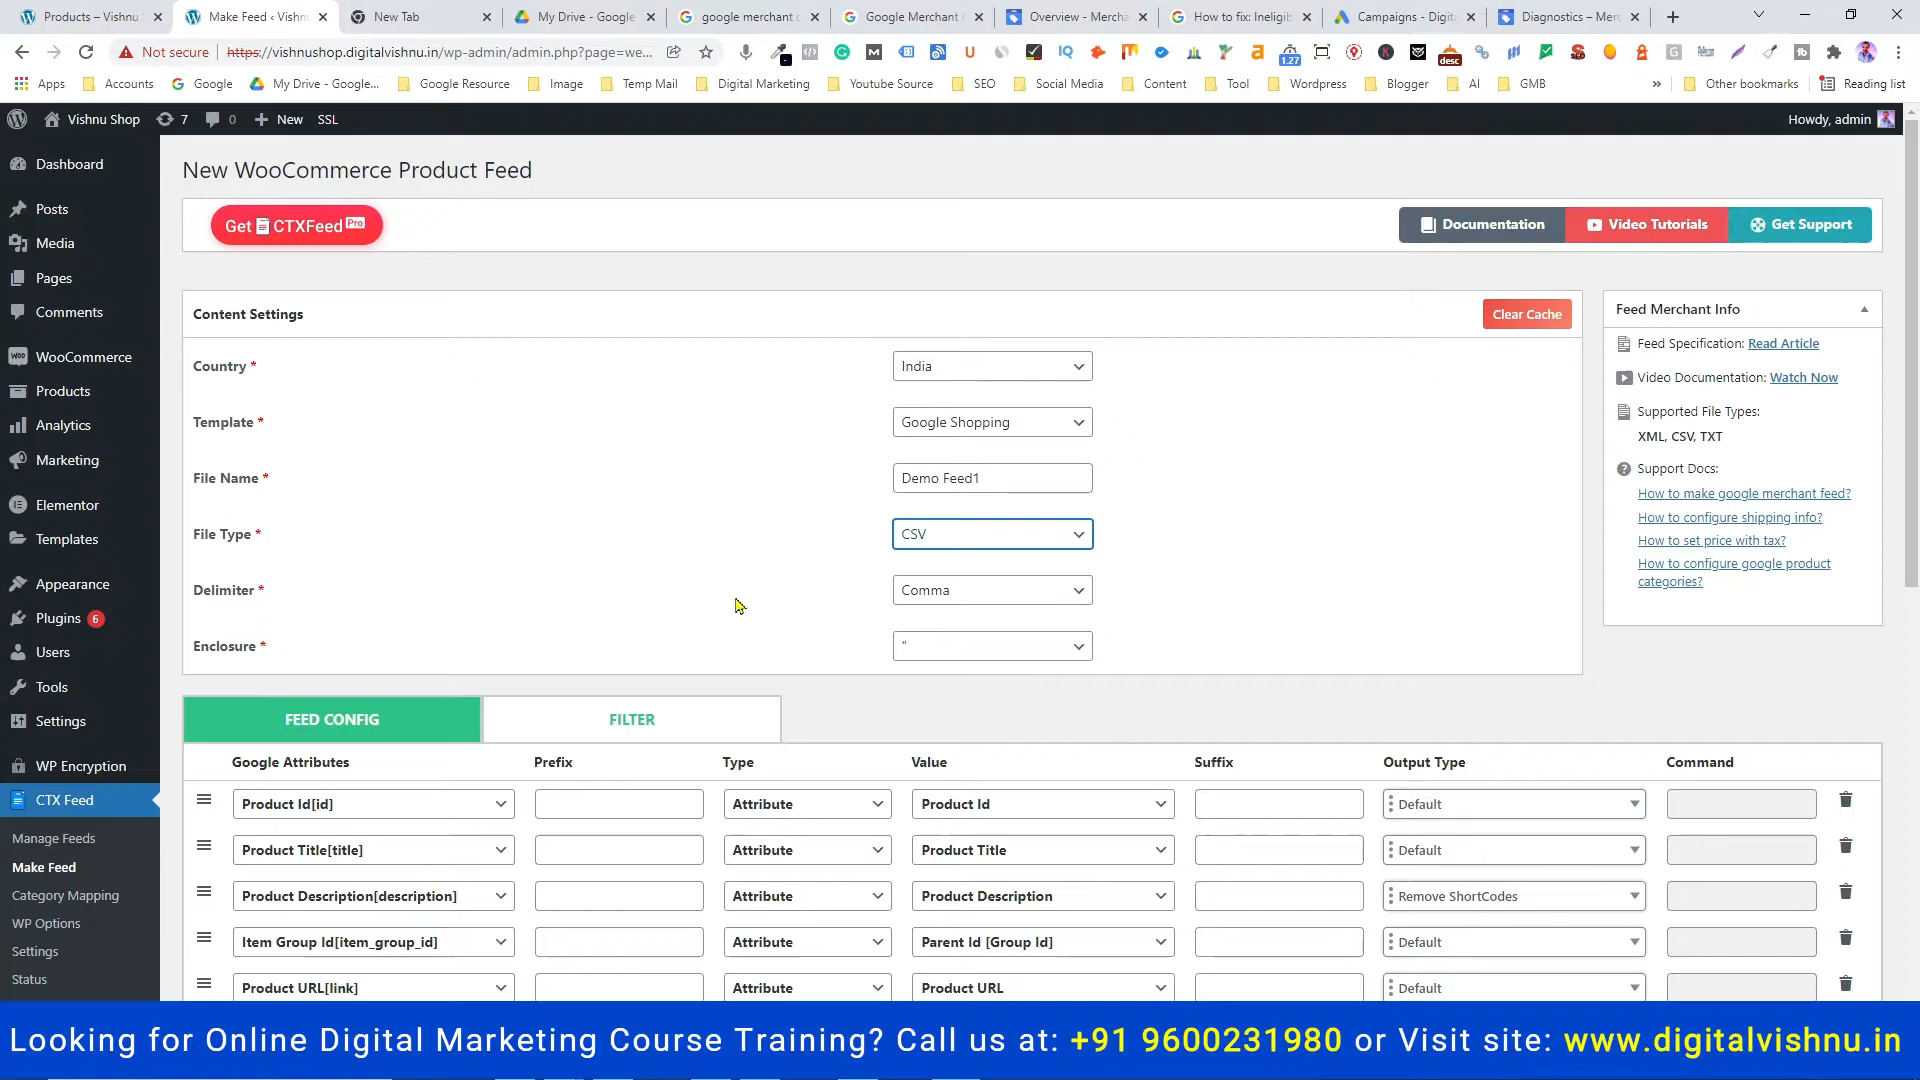 Products – Vishnu
Make Feed ‹ Vishnu
New Tab
My Drive - Google
google merchant c
Google Merchant
Overview - Mercha
How to fix: Ineligib
Campaigns - Digita
Diagnostics – Merc
Not secure
https://vishnushop.digitalvishnu.in/wp-admin/admin.php?page=we...
1.27
desc
Apps
Accounts
Google
My Drive - Google...
Google Resource
Image
Temp Mail
Digital Marketing
Youtube Source
SEO
Social Media
Content
Tool
Wordpress
Blogger
AI
GMB
Other bookmarks
Reading list
Vishnu Shop
7
0
New
SSL
Howdy, admin
Dashboard
Posts
Media
Pages
Comments
WooCommerce
Products
Analytics
Marketing
Elementor
Templates
Appearance
Plugins 6
Users
Tools
Settings
WP Encryption
CTX Feed
Manage Feeds
Make Feed
Category Mapping
WP Options
Settings
Status
New WooCommerce Product Feed
Get CTXFeed Pro
Documentation
Video Tutorials
Get Support
Content Settings
Clear Cache
Country *
India
Template *
Google Shopping
File Name *
Demo Feed1
File Type *
CSV
Delimiter *
Comma
Enclosure *
"
Feed Merchant Info
Feed Specification: Read Article
Video Documentation: Watch Now
Supported File Types:
XML, CSV, TXT
Support Docs:
How to make google merchant feed?
How to configure shipping info?
How to set price with tax?
How to configure google product
categories?
FEED CONFIG
FILTER
Google Attributes Prefix Type Value Suffix Output Type Command
Product Id[id] Attribute Product Id Default
Product Title[title] Attribute Product Title Default
Product Description[description] Attribute Product Description Remove ShortCodes
Item Group Id[item_group_id] Attribute Parent Id [Group Id] Default
Product URL[link] Attribute Product URL Default
Looking for Online Digital Marketing Course Training? Call us at: +91 9600231980 or Visit site: www.digitalvishnu.in